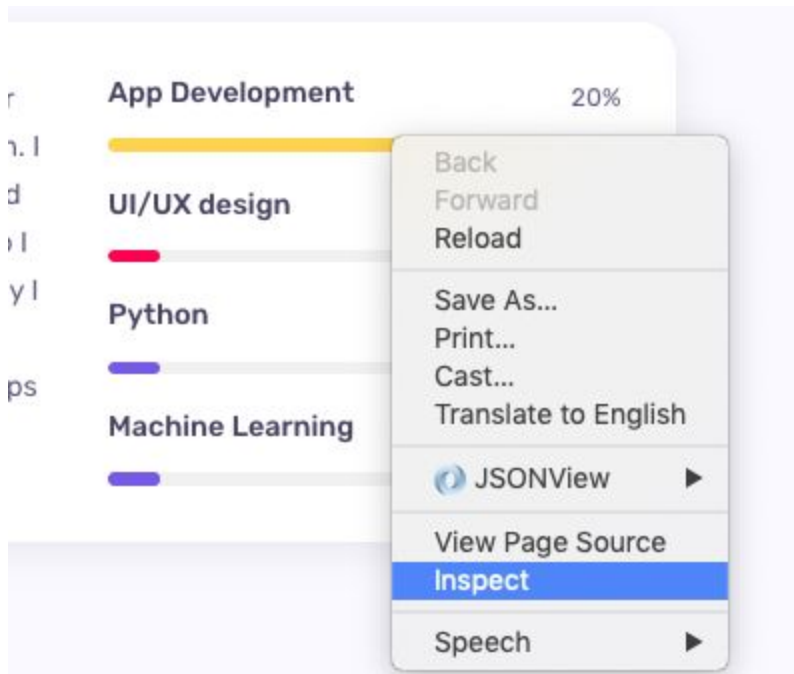 App Development
20%
UI/UX design
Python
Machine Learning
Back
Forward
Reload
Save As...
Print...
Cast...
Translate to English
JSONView
View Page Source
Inspect
Speech